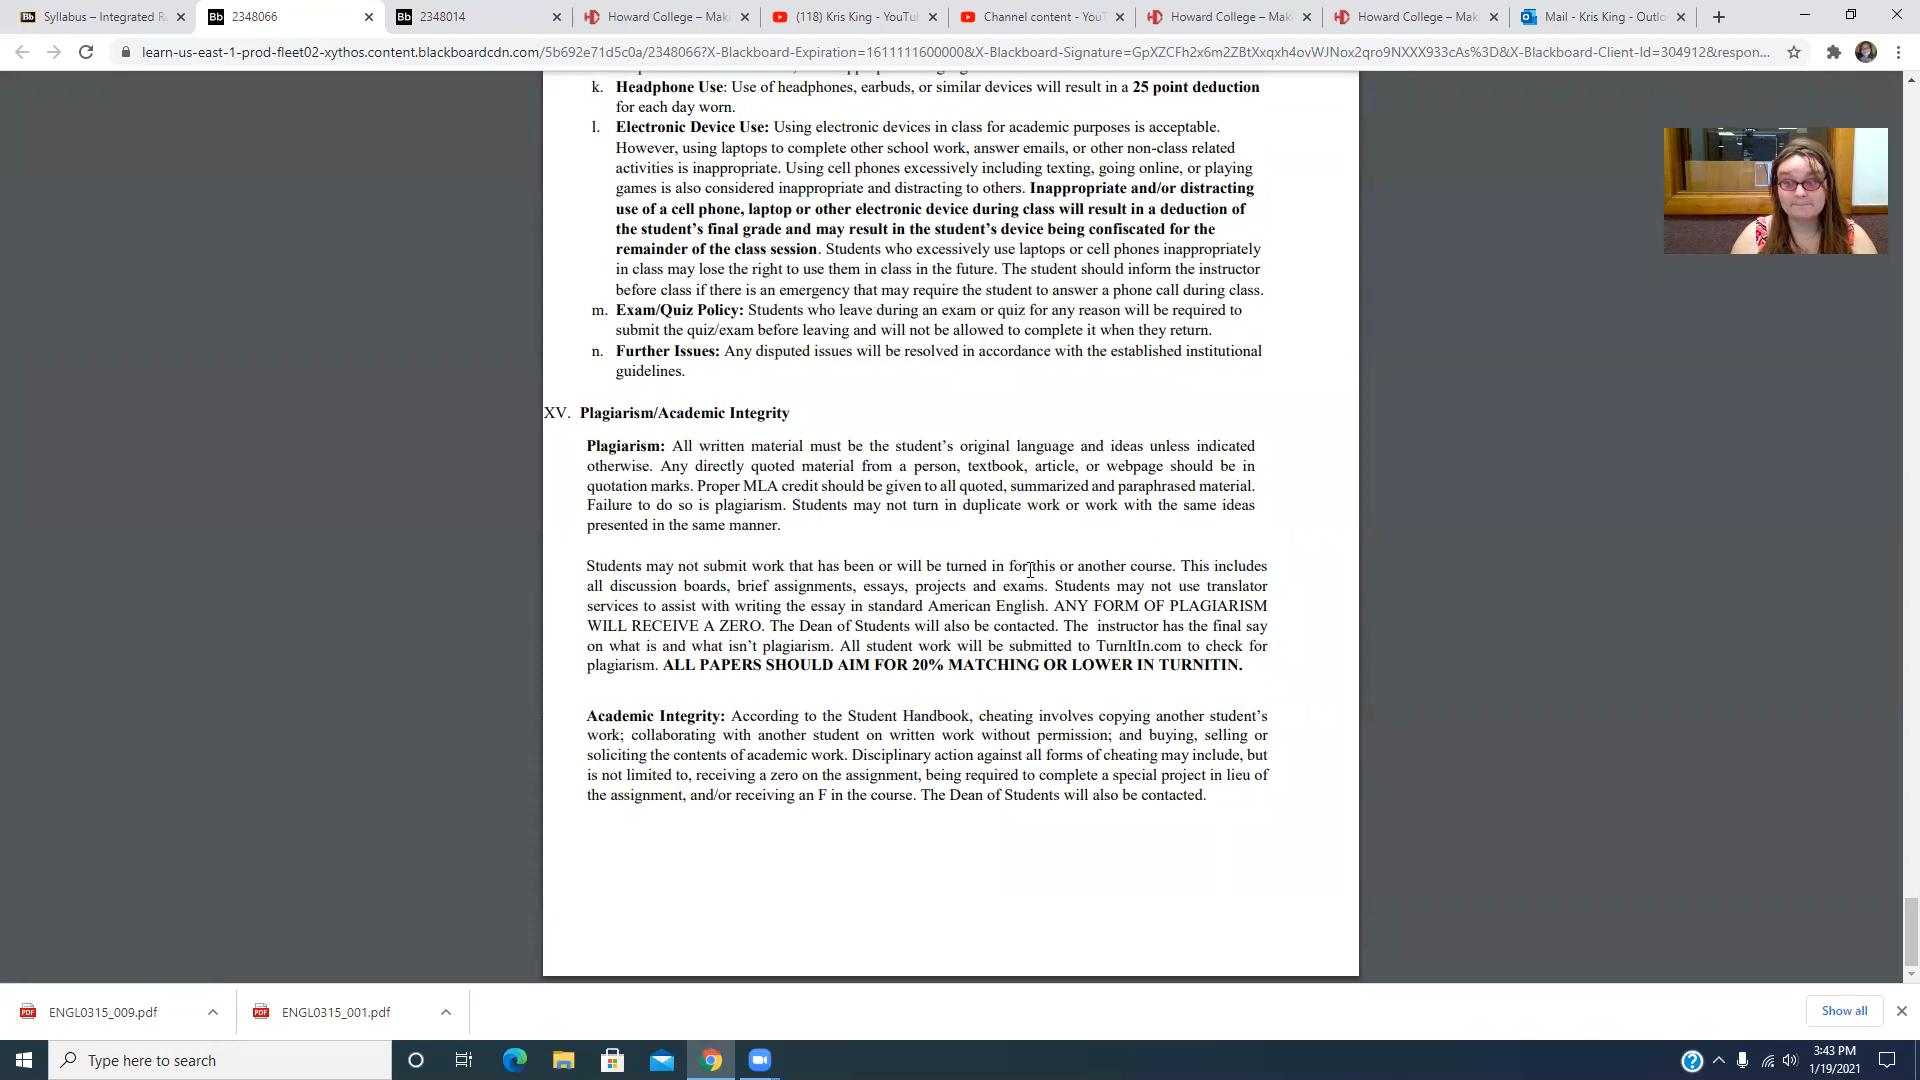 Syllabus – Integrated R
2348066
2348014
Howard College – Mak
(118) Kris King - YouTu
Channel content - YouT
Howard College – Mak
Howard College – Mak
Mail - Kris King - Outlo
learn-us-east-1-prod-fleet02-xythos.content.blackboardcdn.com/5b692e71d5c0a/2348066?X-Blackboard-Expiration=1611111600000&X-Blackboard-Signature=GpXZCFh2x6m2ZBtXxqxh4ovWJNox2qro9NXXX933cAs%3D&X-Blackboard-Client-Id=304912&respon...
k. Headphone Use: Use of headphones, earbuds, or similar devices will result in a 25 point deduction
for each day worn.
l. Electronic Device Use: Using electronic devices in class for academic purposes is acceptable.
However, using laptops to complete other school work, answer emails, or other non-class related
activities is inappropriate. Using cell phones excessively including texting, going online, or playing
games is also considered inappropriate and distracting to others. Inappropriate and/or distracting
use of a cell phone, laptop or other electronic device during class will result in a deduction of
the student’s final grade and may result in the student’s device being confiscated for the
remainder of the class session. Students who excessively use laptops or cell phones inappropriately
in class may lose the right to use them in class in the future. The student should inform the instructor
before class if there is an emergency that may require the student to answer a phone call during class.
m. Exam/Quiz Policy: Students who leave during an exam or quiz for any reason will be required to
submit the quiz/exam before leaving and will not be allowed to complete it when they return.
n. Further Issues: Any disputed issues will be resolved in accordance with the established institutional
guidelines.
XV. Plagiarism/Academic Integrity
Plagiarism: All written material must be the student’s original language and ideas unless indicated
otherwise. Any directly quoted material from a person, textbook, article, or webpage should be in
quotation marks. Proper MLA credit should be given to all quoted, summarized and paraphrased material.
Failure to do so is plagiarism. Students may not turn in duplicate work or work with the same ideas
presented in the same manner.
Students may not submit work that has been or will be turned in for this or another course. This includes
all discussion boards, brief assignments, essays, projects and exams. Students may not use translator
services to assist with writing the essay in standard American English. ANY FORM OF PLAGIARISM
WILL RECEIVE A ZERO. The Dean of Students will also be contacted. The instructor has the final say
on what is and what isn’t plagiarism. All student work will be submitted to TurnItIn.com to check for
plagiarism. ALL PAPERS SHOULD AIM FOR 20% MATCHING OR LOWER IN TURNITIN.
Academic Integrity: According to the Student Handbook, cheating involves copying another student’s
work; collaborating with another student on written work without permission; and buying, selling or
soliciting the contents of academic work. Disciplinary action against all forms of cheating may include, but
is not limited to, receiving a zero on the assignment, being required to complete a special project in lieu of
the assignment, and/or receiving an F in the course. The Dean of Students will also be contacted.
ENGL0315_009.pdf
ENGL0315_001.pdf
Show all
Type here to search
3:43 PM
1/19/2021